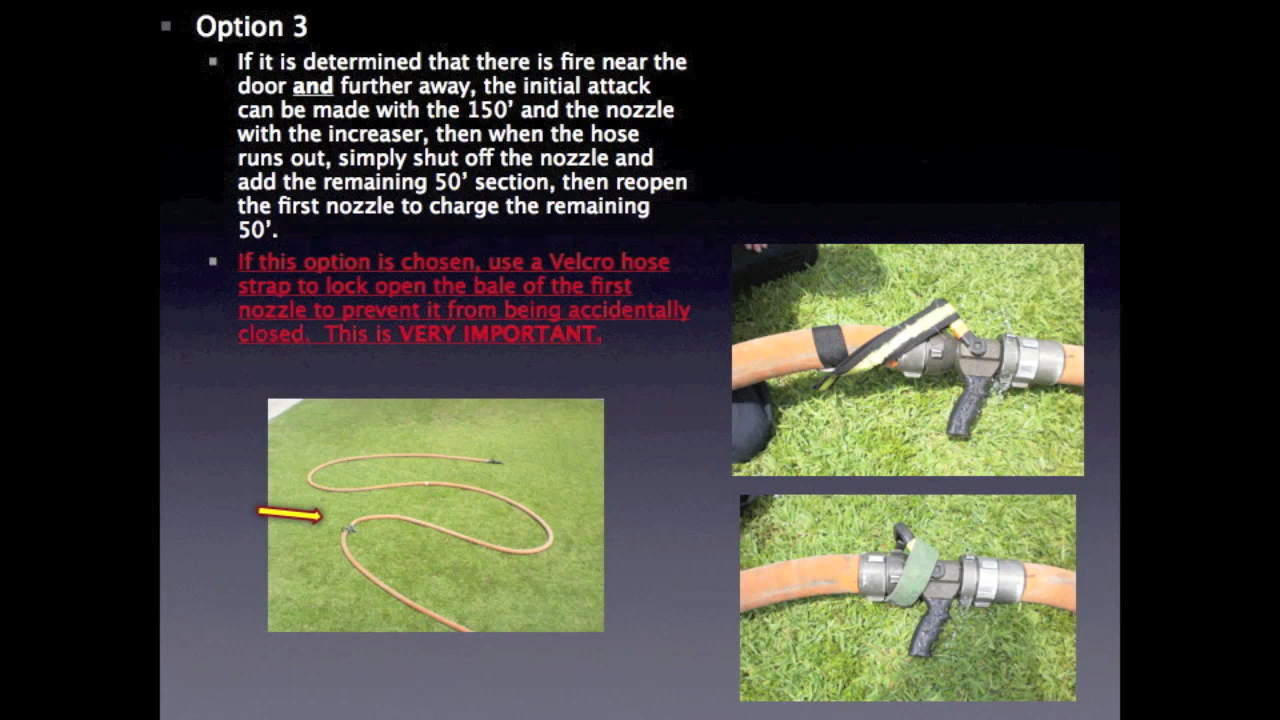 Option 3
If it is determined that there is fire near the
door and further away, the initial attack
can be made with the 150’ and the nozzle
with the increaser, then when the hose
runs out, simply shut off the nozzle and
add the remaining 50’ section, then reopen
the first nozzle to charge the remaining
50’.
If this option is chosen, use a Velcro hose
strap to lock open the bale of the first
nozzle to prevent it from being accidentally
closed.  This is VERY IMPORTANT.